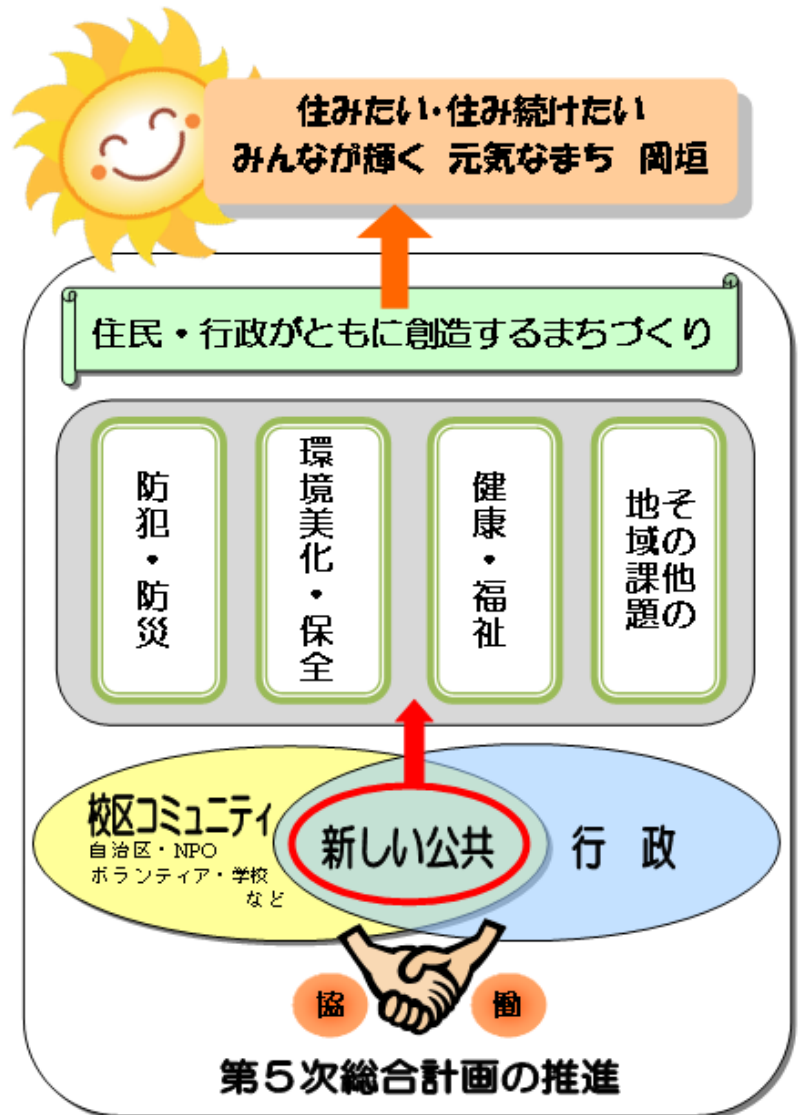 住みたい・住み続けたい
みんなが輝く 元気なまち 岡垣
住民・行政がともに創造するまちづくり
防犯・防災
環境美化・保全
健康・福祉
その他の
地域課題
校区コミュニティ
自治区・NPO
ボランティア・学校
など
新しい公共
行 政
協
働
第5次総合計画の推進